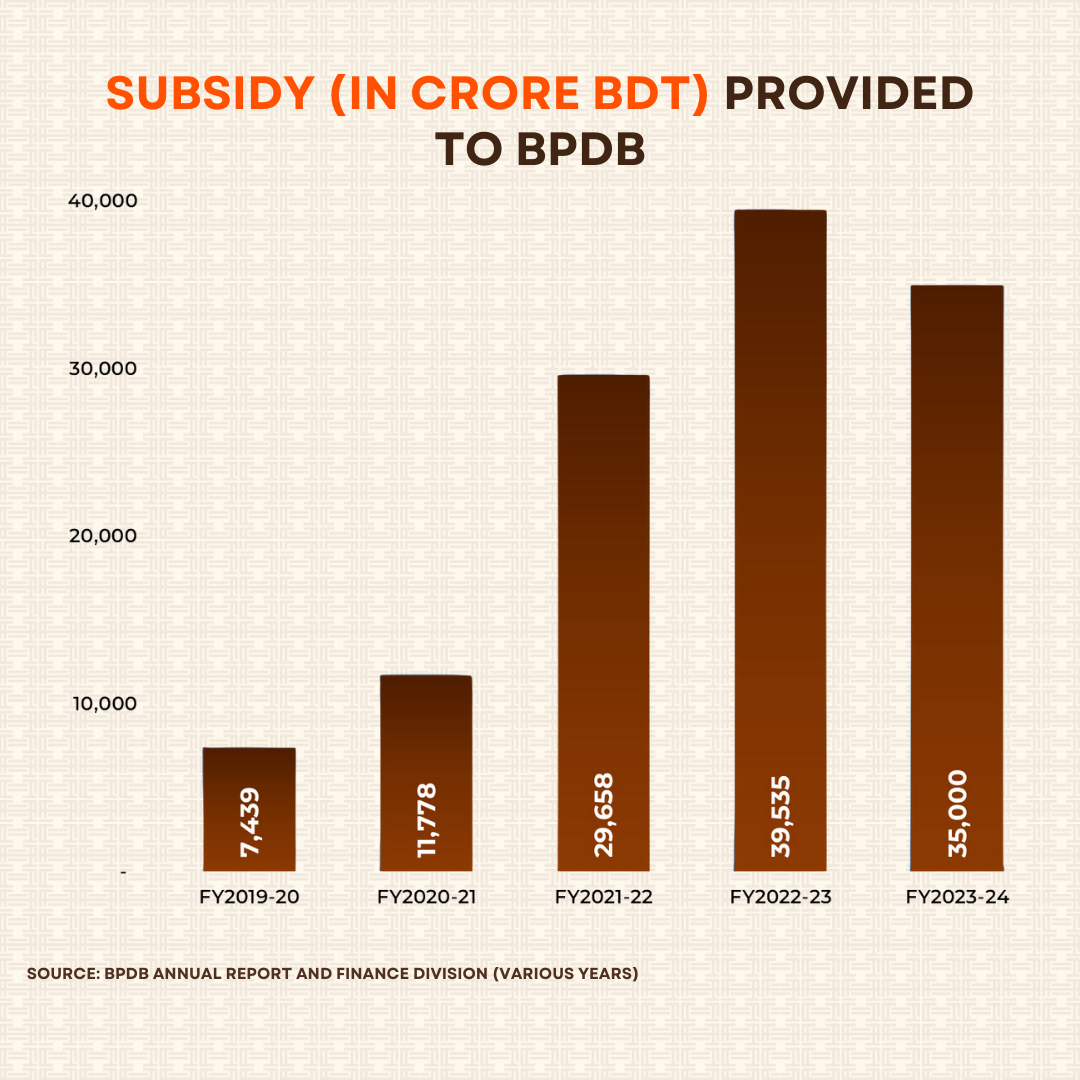 SUBSIDY (IN CRORE BDT) PROVIDED
TO BPDB
40,000
30,000
20,000
10,000
-
7,439
11,778
29,658
39,535
35,000
FY2019-20
FY2020-21
FY2021-22
FY2022-23
FY2023-24
SOURCE: BPDB ANNUAL REPORT AND FINANCE DIVISION (VARIOUS YEARS)